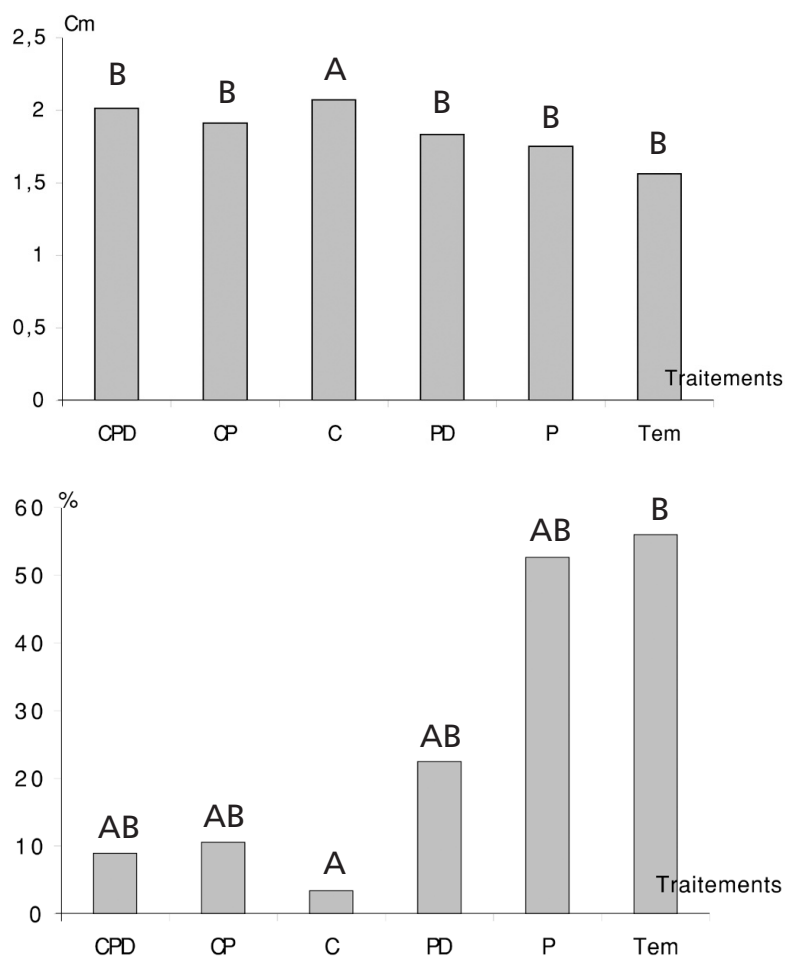 Cm
2,5
B
B
A
B
B
B
2
1,5
1
0,5
0
Traitements
CPD CP C PD P Tem
%
60
50
40
30
20
10
0
AB
AB
A
AB
AB
B
Traitements
CPD CP C PD P Tem